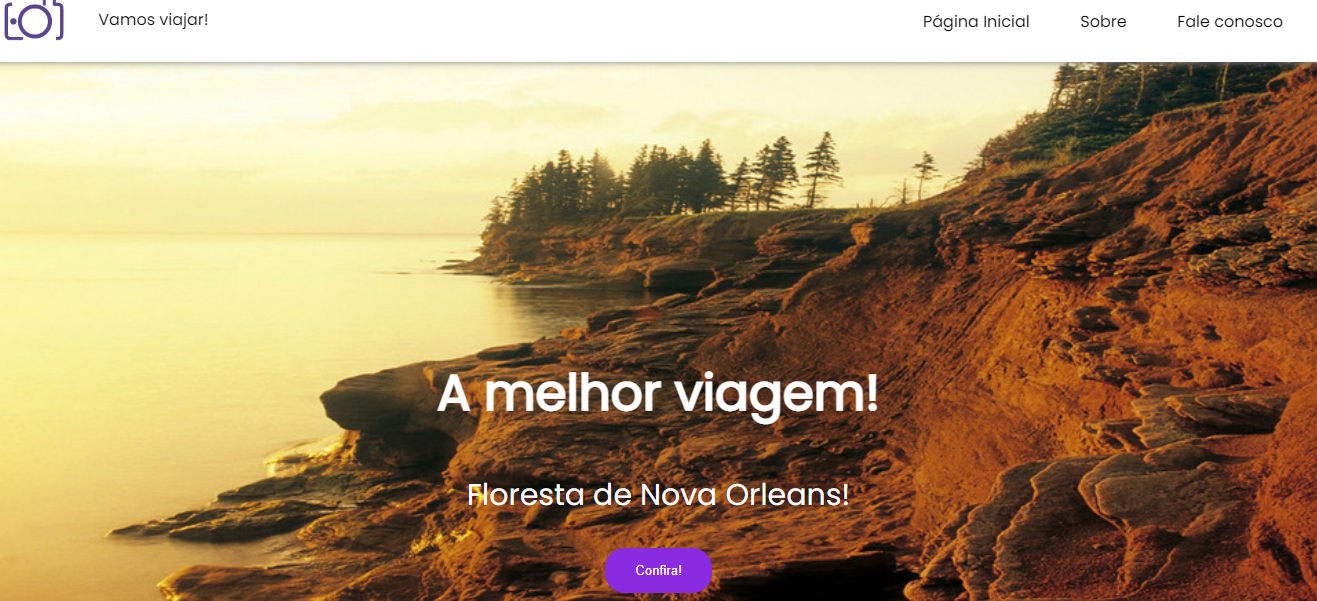 Vamos viajar!
Página Inicial
Sobre
Fale conosco
A melhor viagem!
Floresta de Nova Orleans!
Confira!